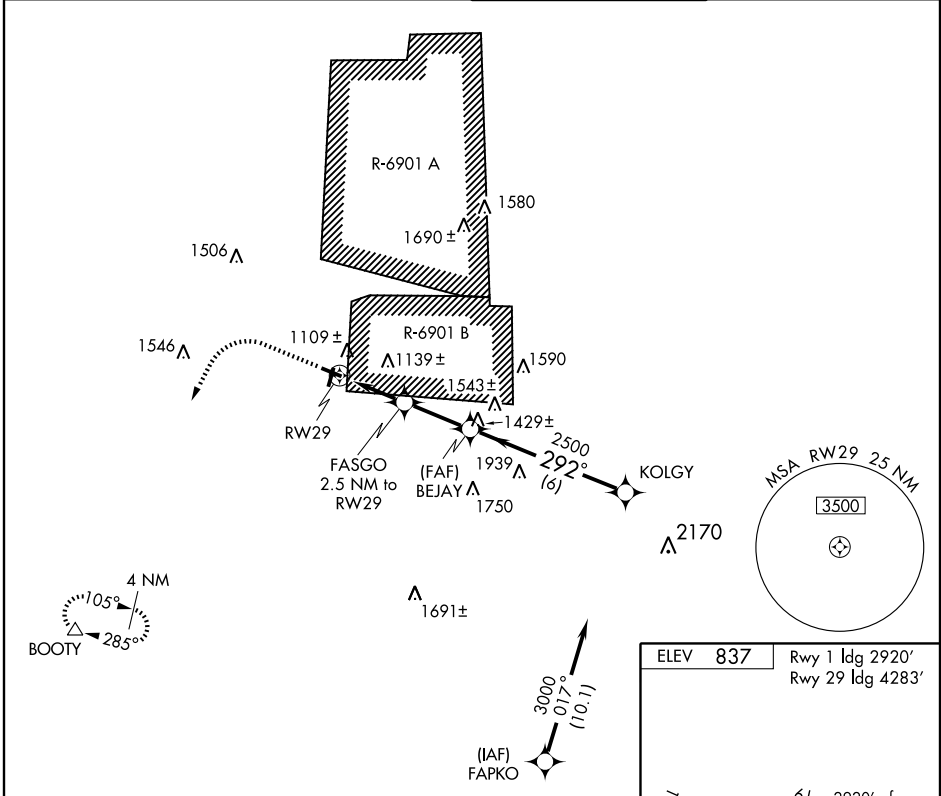 R-6901 A
1580
1690 ±
1506
R-6901 B
1109 ±
1546
1139 ±
1590
1543 ±
1429 ±
RW29
FASGO
2.5 NM to
RW29
(FAF)
BEJAY
2500
292°
(6)
1939
1750
KOLGY
2170
MSA RW29 25 NM
3500
4 NM
105°
285°
BOOTY
1691 ±
3000
017°
(10.1)
(IAF)
FAPKO
ELEV 837
Rwy 1 ldg 2920'
Rwy 29 ldg 4283'